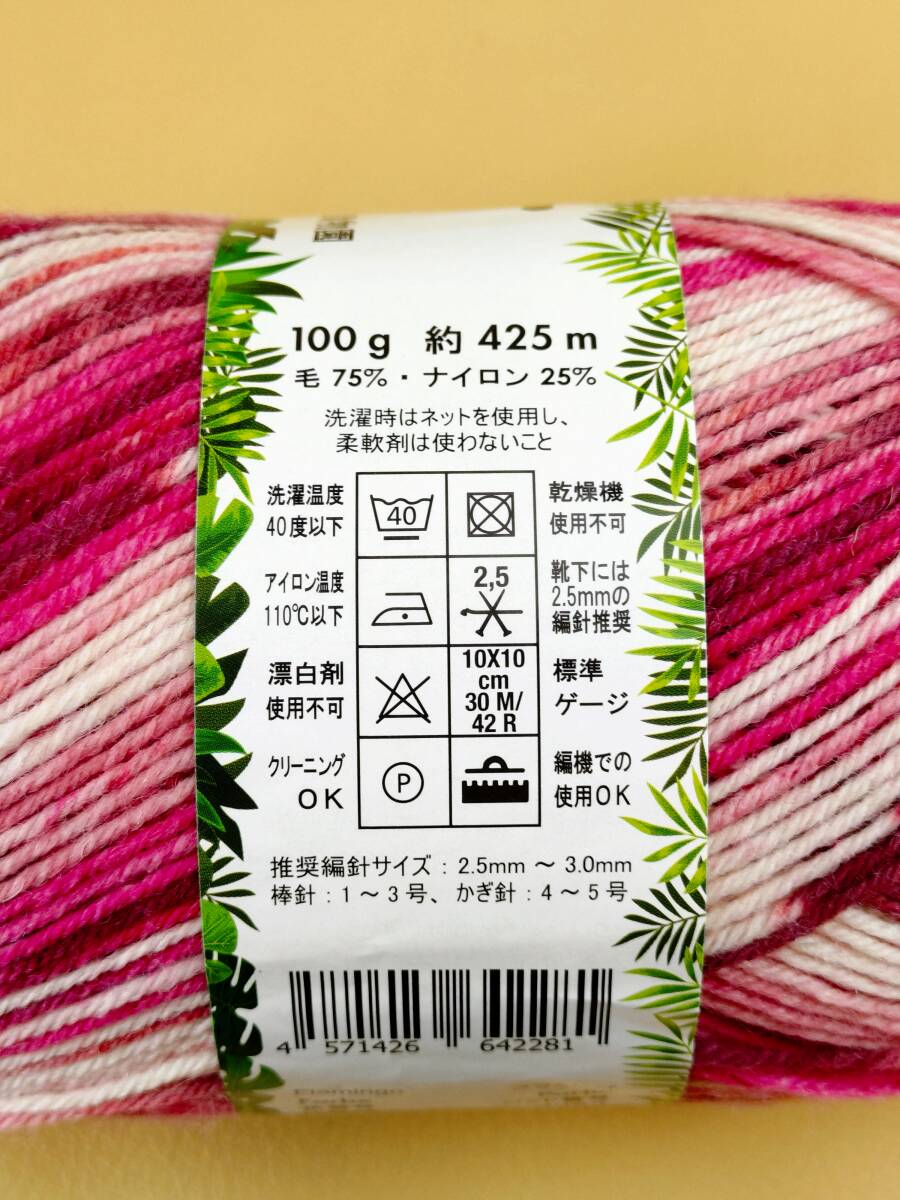 園
100 g 約 425 m
毛 75%・ナイロン 25%
洗濯時はネットを使用し、
柔軟剤は使わないこと
洗濯温度
40度以下
40
乾燥機
使用不可
アイロン温度
110℃以下
2,5
靴下には
2.5mmの
編針推奨
漂白剤
使用不可
10X10
cm
30 M/
42 R
標準
ゲージ
クリーニング
OK
P
編機での
使用OK
推奨編針サイズ：2.5mm ～ 3.0mm
棒針：1～3号、かぎ針：4～5号
4 571426 642281
Flamingo
Farbe